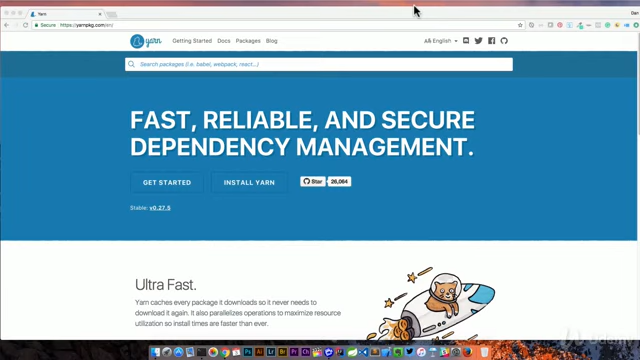 Yarn
Dan
Secure https://yarnpkg.com/en/
yarn Getting Started Docs Packages Blog English
Search packages (i.e. babel, webpack, react...)
FAST, RELIABLE, AND SECURE
DEPENDENCY MANAGEMENT.
GET STARTED INSTALL YARN Star 26,064
Stable: v0.27.5
Ultra Fast.
Yarn caches every package it downloads so it never needs to
download it again. It also parallelizes operations to maximize resource
utilization so install times are faster than ever.
Udemy